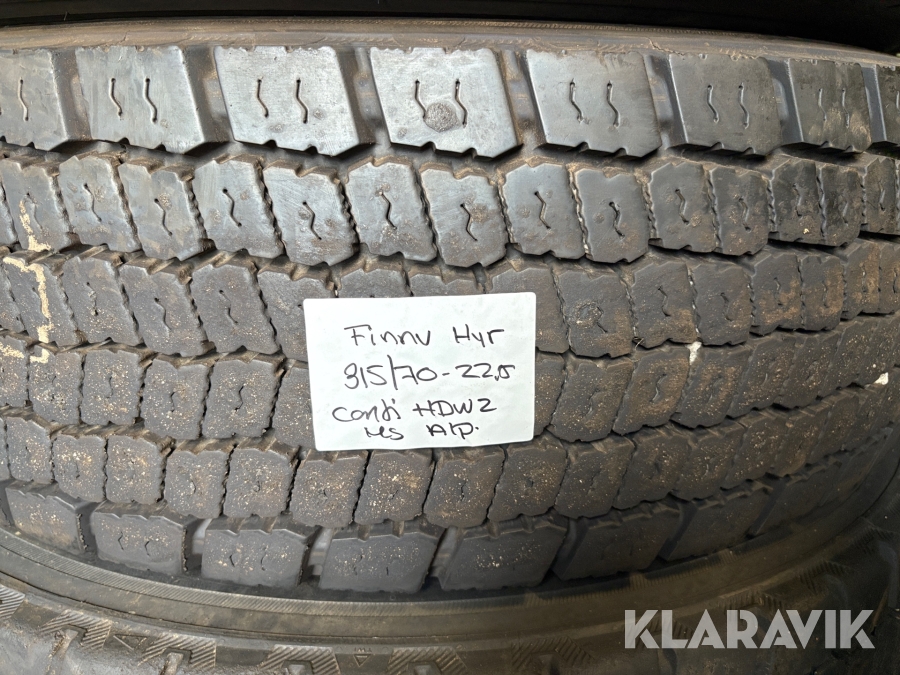 Finnv Hyr
315/70-22,5
Conti HDW2
MS Alp.
KLARAVIK